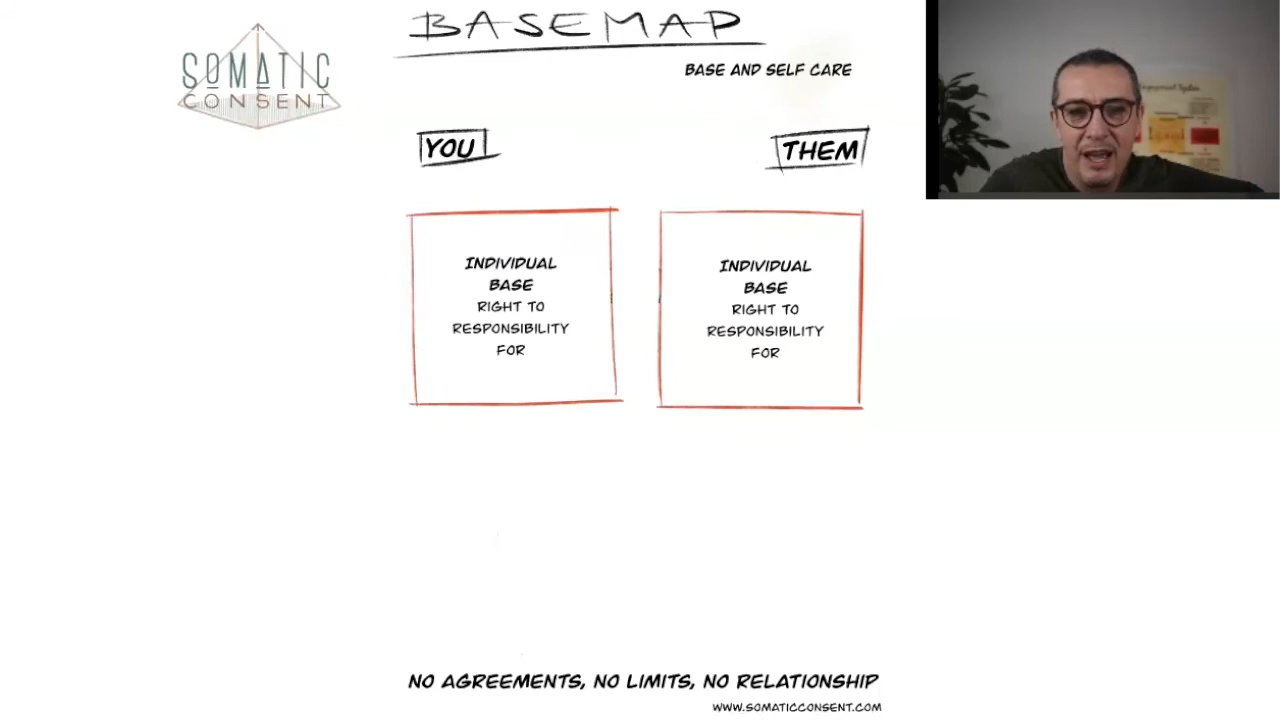 BASEMAP
BASE AND SELF CARE
SOMATIC
CONSENT
YOU
THEM
INDIVIDUAL
BASE
RIGHT TO
RESPONSIBILITY
FOR
INDIVIDUAL
BASE
RIGHT TO
RESPONSIBILITY
FOR
NO AGREEMENTS, NO LIMITS, NO RELATIONSHIP
WWW.SOMATICCONSENT.COM